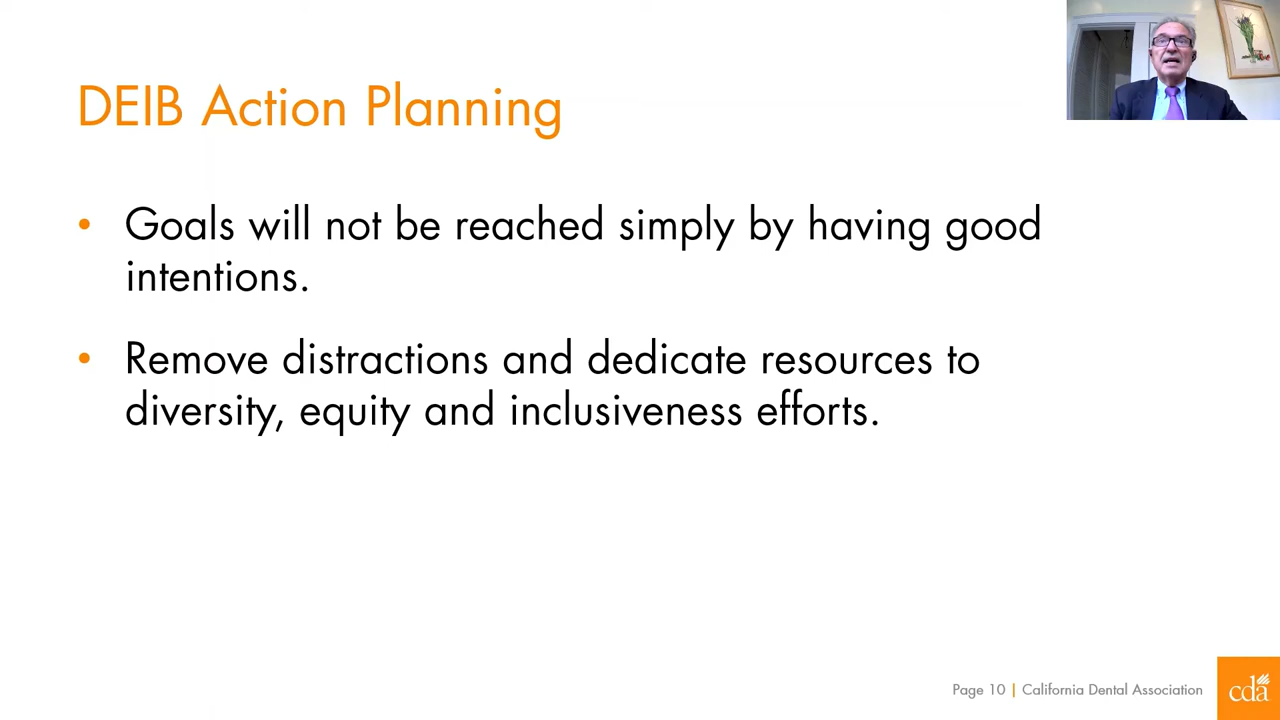 DEIB Action Planning
• Goals will not be reached simply by having good
intentions.
• Remove distractions and dedicate resources to
diversity, equity and inclusiveness efforts.
Page 10 | California Dental Association
cda